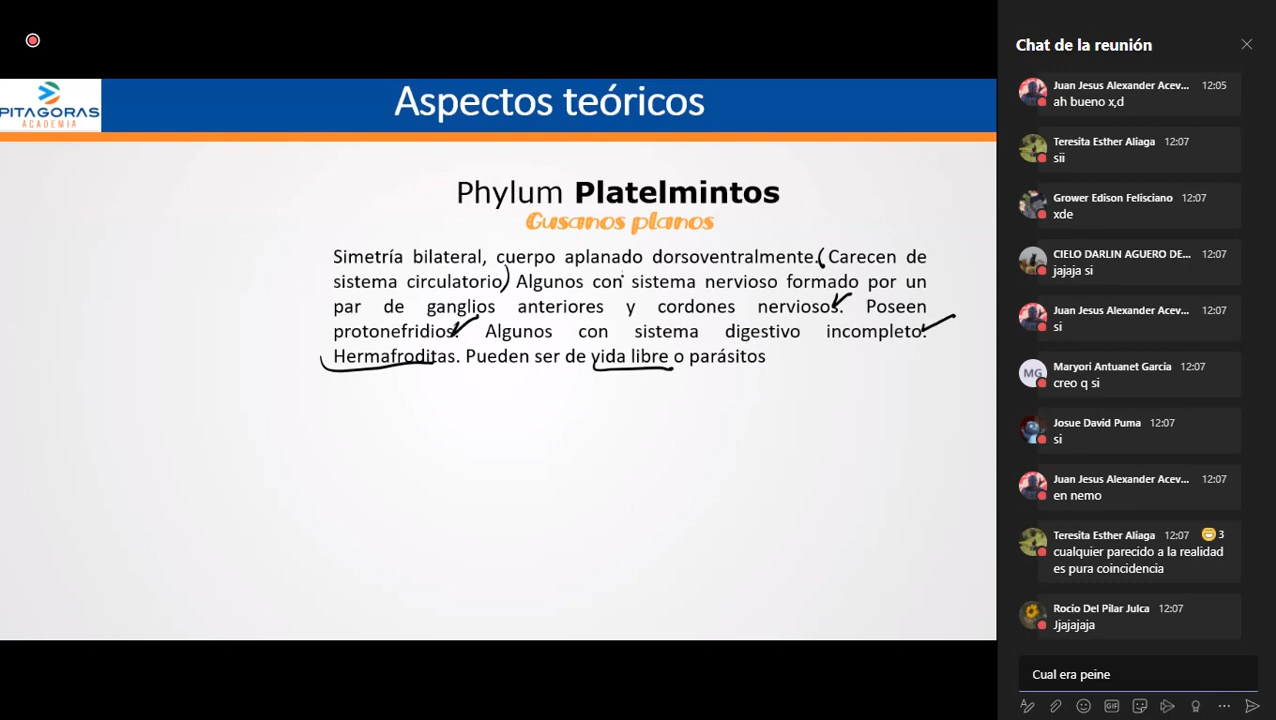 PITAGORAS
ACADEMIA
Aspectos teóricos
Phylum Platelmintos
Gusanos planos
Simetría bilateral, cuerpo aplanado dorsoventralmente. Carecen de
sistema circulatorio Algunos con sistema nervioso formado por un
par de ganglios anteriores y cordones nerviosos. Poseen
protonefridios. Algunos con sistema digestivo incompleto.
Hermafroditas. Pueden ser de vida libre o parásitos
Chat de la reunión
Juan Jesus Alexander Acev... 12:05
ah bueno x,d
Teresita Esther Aliaga 12:07
sii
Grower Edison Felisciano 12:07
xde
CIELO DARLIN AGUERO DE... 12:07
jajaja si
Juan Jesus Alexander Acev... 12:07
si
MG Maryori Antuanet Garcia 12:07
creo q si
Josue David Puma 12:07
si
Juan Jesus Alexander Acev... 12:07
en nemo
Teresita Esther Aliaga 12:07 3
cualquier parecido a la realidad
es pura coincidencia
Rocio Del Pilar Julca 12:07
Jjajajaja
Cual era peine
GIF